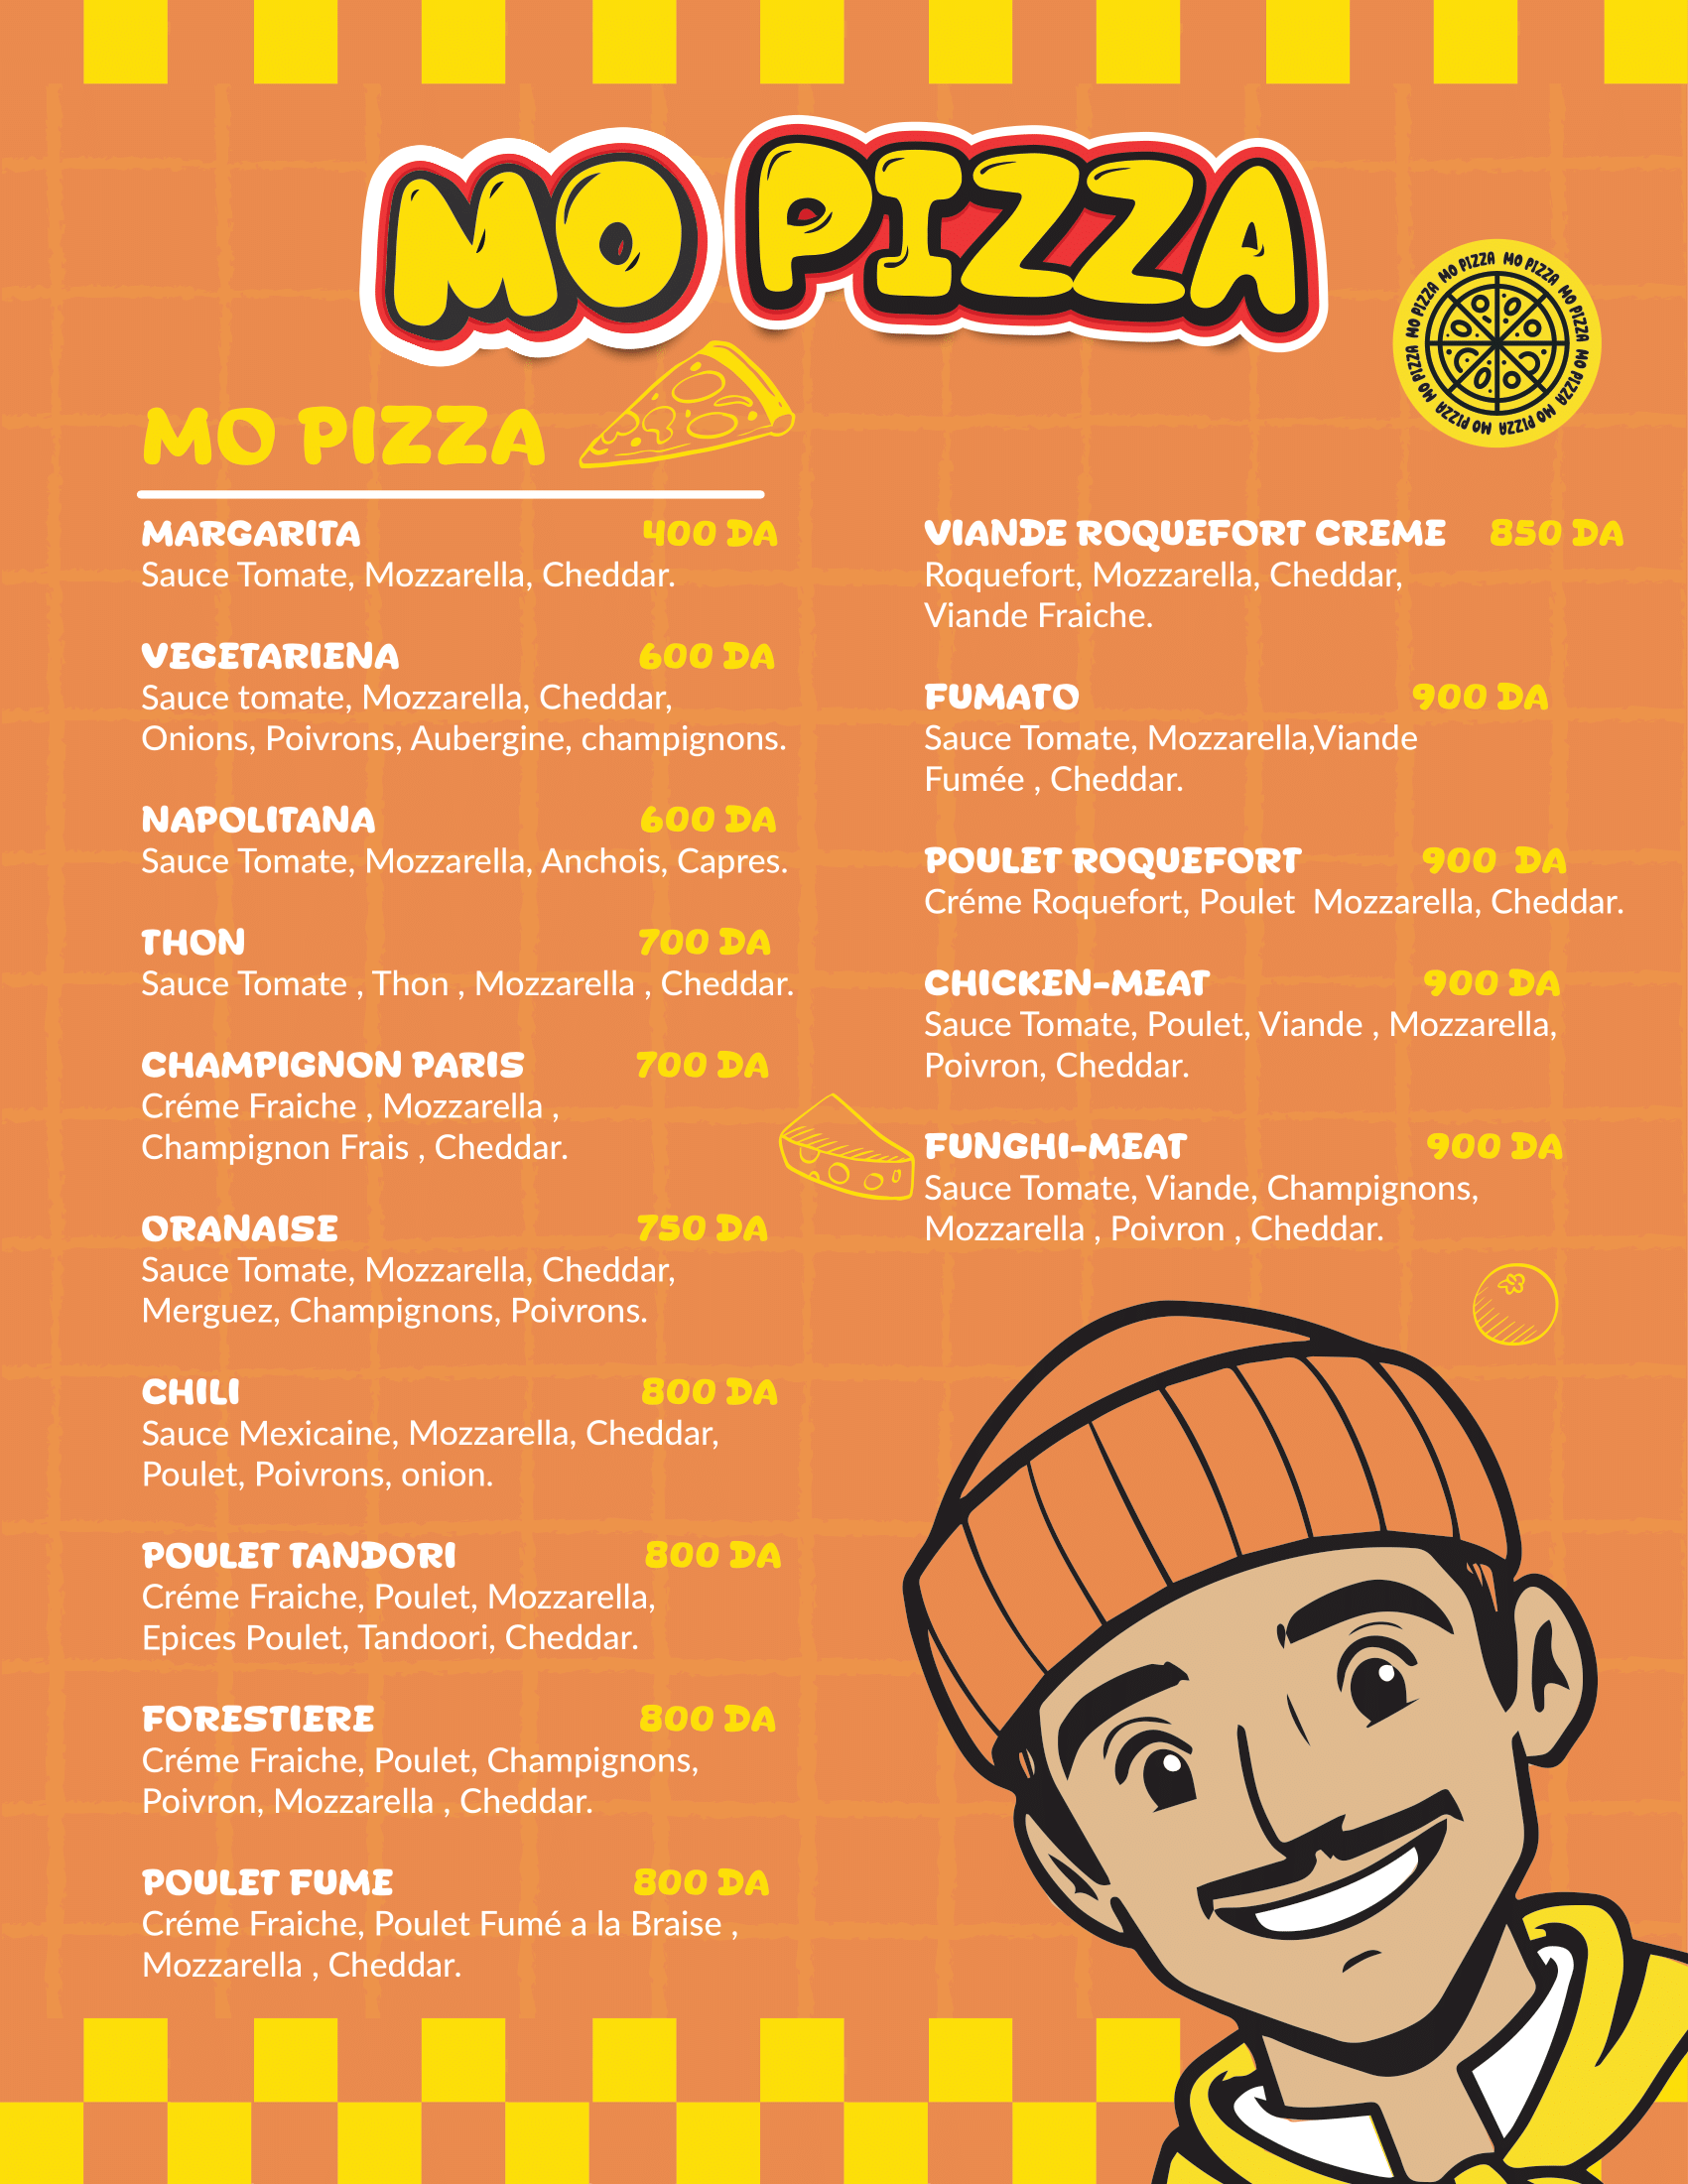 MO PIZZA
MO PIZZA MO PIZZA MO PIZZA MO PIZZA MO PIZZA MO PIZZA MO PIZZA MO PIZZA
MO PIZZA
MARGARITA 400 DA
Sauce Tomate, Mozzarella, Cheddar.
VEGETARIENA 600 DA
Sauce tomate, Mozzarella, Cheddar,
Onions, Poivrons, Aubergine, champignons.
NAPOLITANA 600 DA
Sauce Tomate, Mozzarella, Anchois, Capres.
THON 700 DA
Sauce Tomate , Thon , Mozzarella , Cheddar.
CHAMPIGNON PARIS 700 DA
Créme Fraiche , Mozzarella ,
Champignon Frais , Cheddar.
ORANAISE 750 DA
Sauce Tomate, Mozzarella, Cheddar,
Merguez, Champignons, Poivrons.
CHILI 800 DA
Sauce Mexicaine, Mozzarella, Cheddar,
Poulet, Poivrons, onion.
POULET TANDORI 800 DA
Créme Fraiche, Poulet, Mozzarella,
Epices Poulet, Tandoori, Cheddar.
FORESTIERE 800 DA
Créme Fraiche, Poulet, Champignons,
Poivron, Mozzarella , Cheddar.
POULET FUME 800 DA
Créme Fraiche, Poulet Fumé a la Braise ,
Mozzarella , Cheddar.
VIANDE ROQUEFORT CREME 850 DA
Roquefort, Mozzarella, Cheddar,
Viande Fraiche.
FUMATO 900 DA
Sauce Tomate, Mozzarella,Viande
Fumée , Cheddar.
POULET ROQUEFORT 900 DA
Créme Roquefort, Poulet Mozzarella, Cheddar.
CHICKEN-MEAT 900 DA
Sauce Tomate, Poulet, Viande , Mozzarella,
Poivron, Cheddar.
FUNGHI-MEAT 900 DA
Sauce Tomate, Viande, Champignons,
Mozzarella , Poivron , Cheddar.